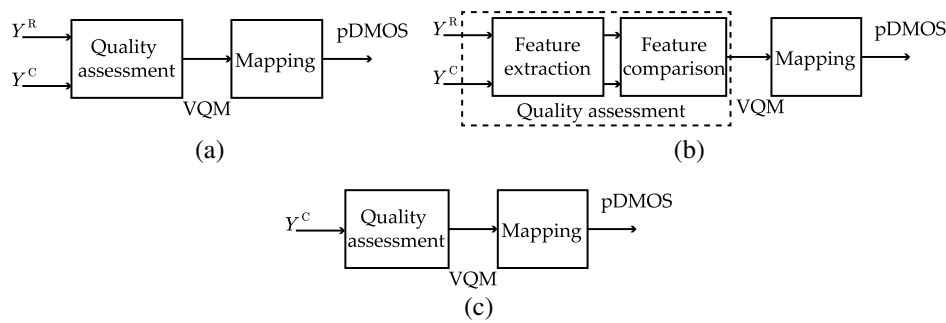 Y^R
Y^C
Quality
assessment
VQM
Mapping
pDMOS
(a)
Y^R
Y^C
Feature
extraction
Feature
comparison
Quality assessment
VQM
Mapping
pDMOS
(b)
Y^C
Quality
assessment
VQM
Mapping
pDMOS
(c)